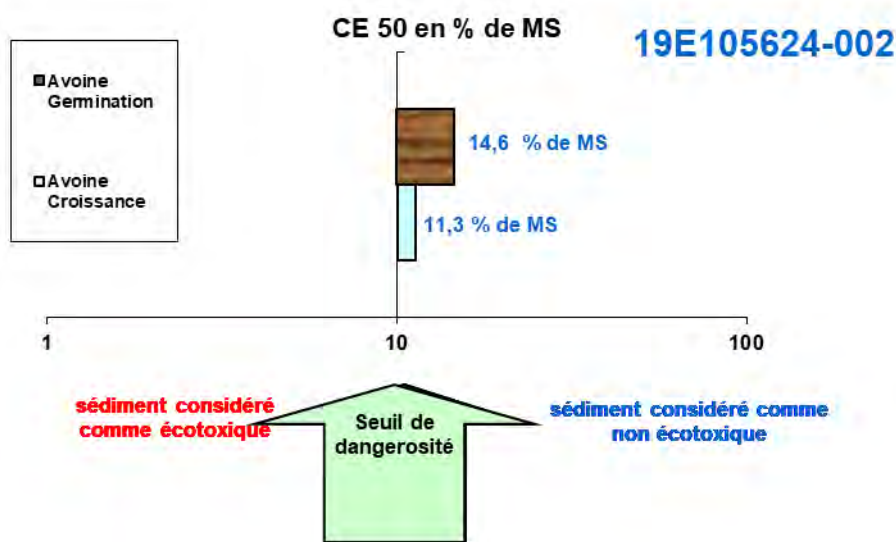 CE 50 en % de MS
19E105624-002
Avoine
Germination
Avoine
Croissance
14,6 % de MS
11,3 % de MS
1
10
100
sédiment considéré
comme écotoxique
Seuil de
dangerosité
sédiment considéré comme
non écotoxique